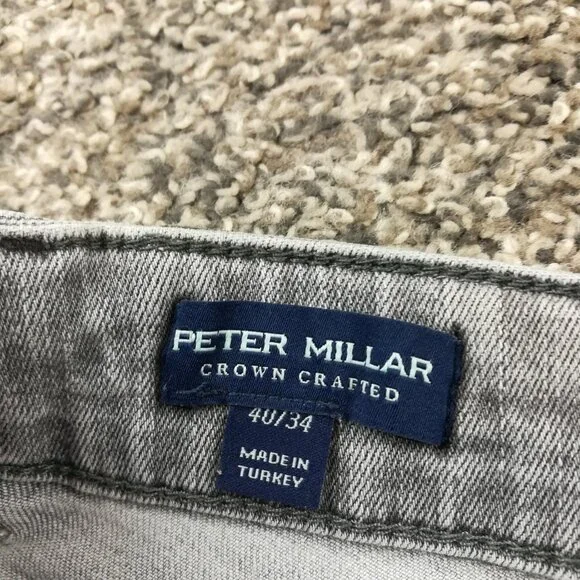 PETER MILLAR
CROWN CRAFTED
40/34
MADE IN
TURKEY